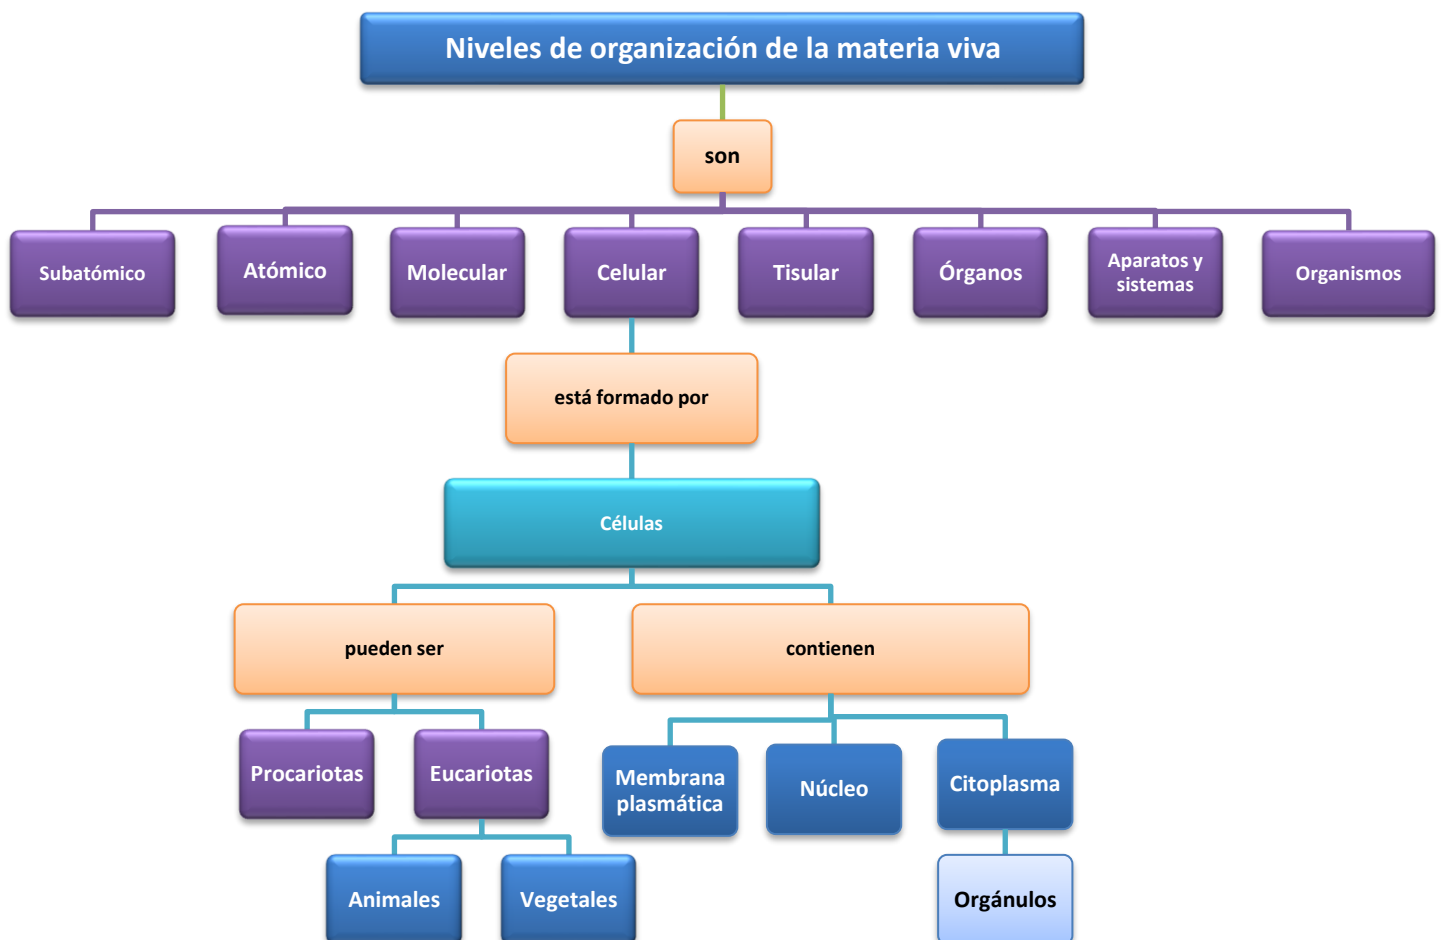 Niveles de organización de la materia viva
son
Subatómico
Atómico
Molecular
Celular
Tisular
Órganos
Aparatos y
sistemas
Organismos
está formado por
Células
pueden ser
contienen
Procariotas
Eucariotas
Membrana
plasmática
Núcleo
Citoplasma
Animales
Vegetales
Orgánulos